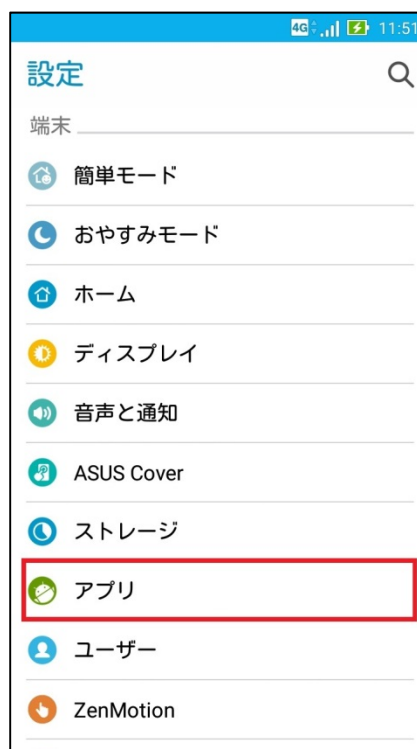 4G 11:51
設定
端末
簡単モード
おやすみモード
ホーム
ディスプレイ
音声と通知
ASUS Cover
ストレージ
アプリ
ユーザー
ZenMotion